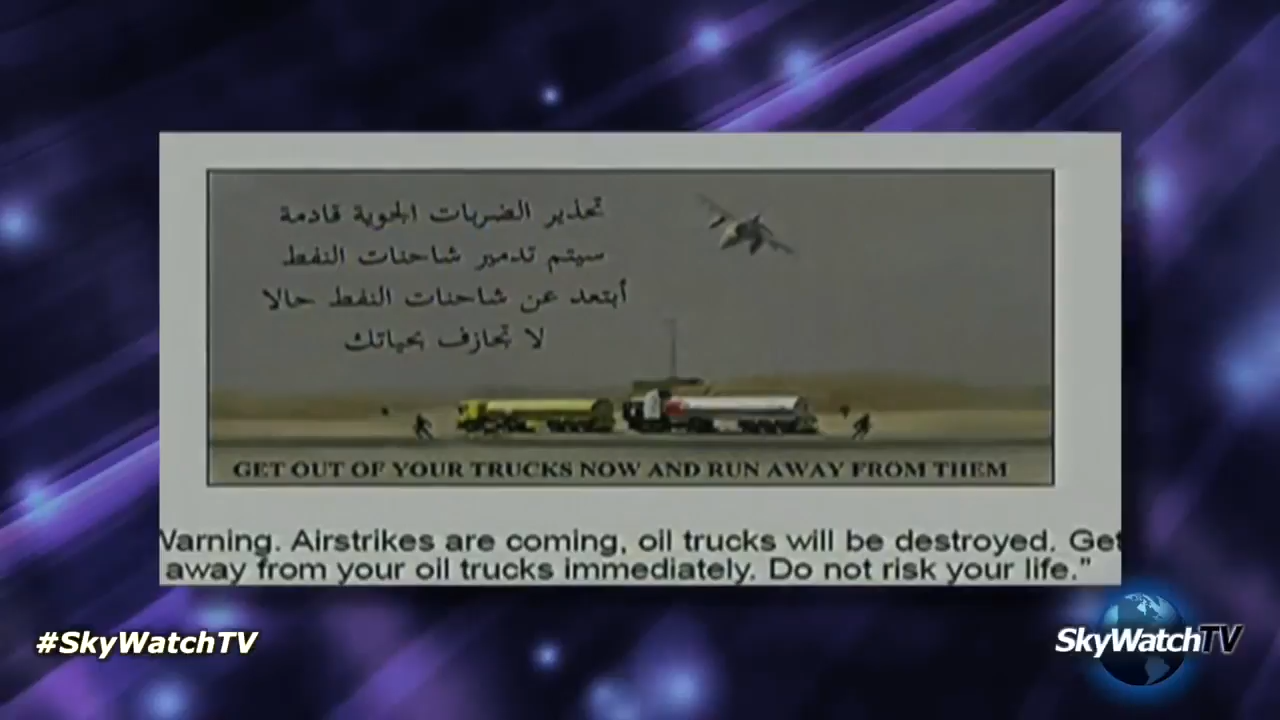 تحذير الضربات الجوية قادمة
سيتم تدمير شاحنات النفط
أبتعد عن شاحنات النفط حالا
لا تجازف بحياتك
GET OUT OF YOUR TRUCKS NOW AND RUN AWAY FROM THEM
Warning. Airstrikes are coming, oil trucks will be destroyed. Get
away from your oil trucks immediately. Do not risk your life.”
#SkyWatchTV
SkyWatchTV